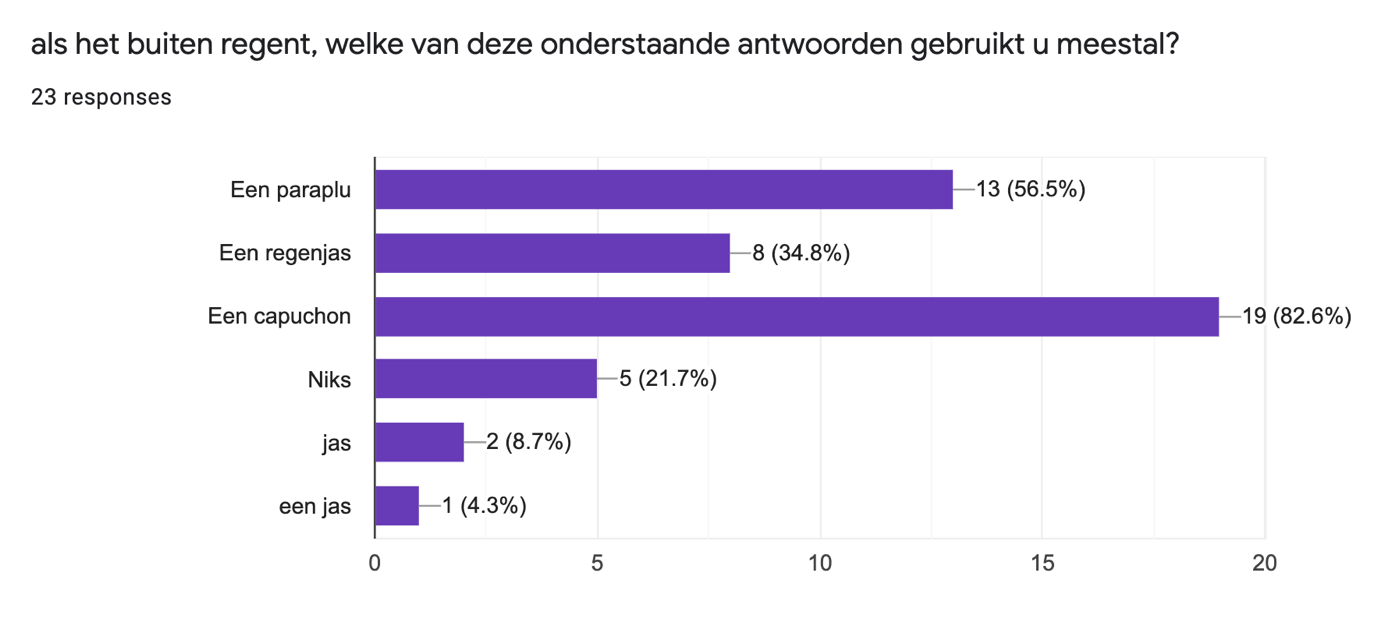 als het buiten regent, welke van deze onderstaande antwoorden gebruikt u meestal?
23 responses
Een paraplu 13 (56.5%)
Een regenjas 8 (34.8%)
Een capuchon 19 (82.6%)
Niks 5 (21.7%)
jas 2 (8.7%)
een jas 1 (4.3%)
0 5 10 15 20